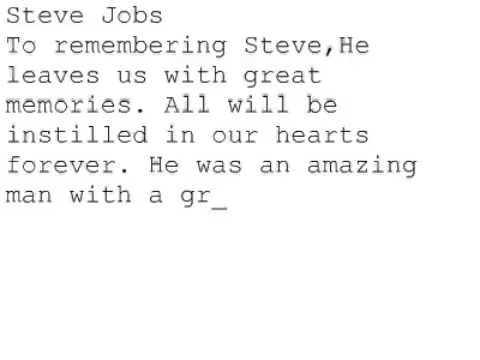 Steve Jobs
To remembering Steve,He
leaves us with great
memories. All will be
instilled in our hearts
forever. He was an amazing
man with a gr_